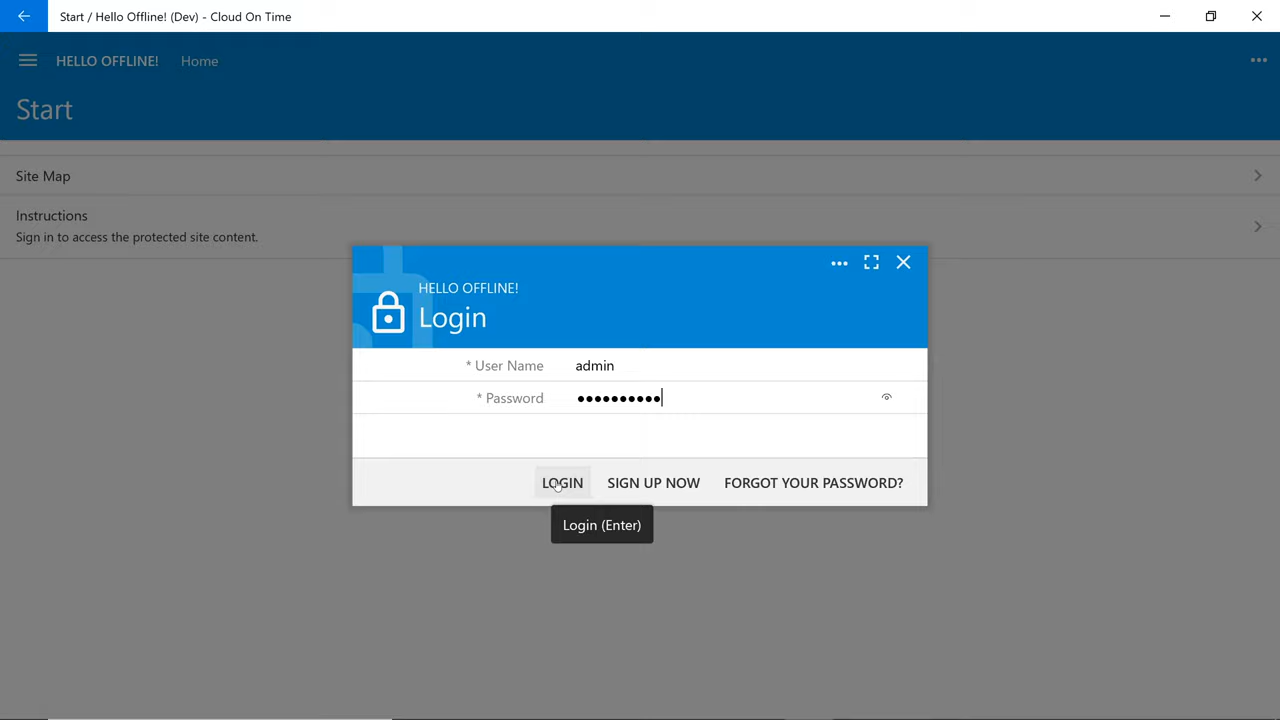 Start / Hello Offline! (Dev) - Cloud On Time
HELLO OFFLINE! Home
Start
Site Map
Instructions
Sign in to access the protected site content.
HELLO OFFLINE!
Login
* User Name admin
* Password ●●●●●●●●●●
LOGIN SIGN UP NOW FORGOT YOUR PASSWORD?
Login (Enter)